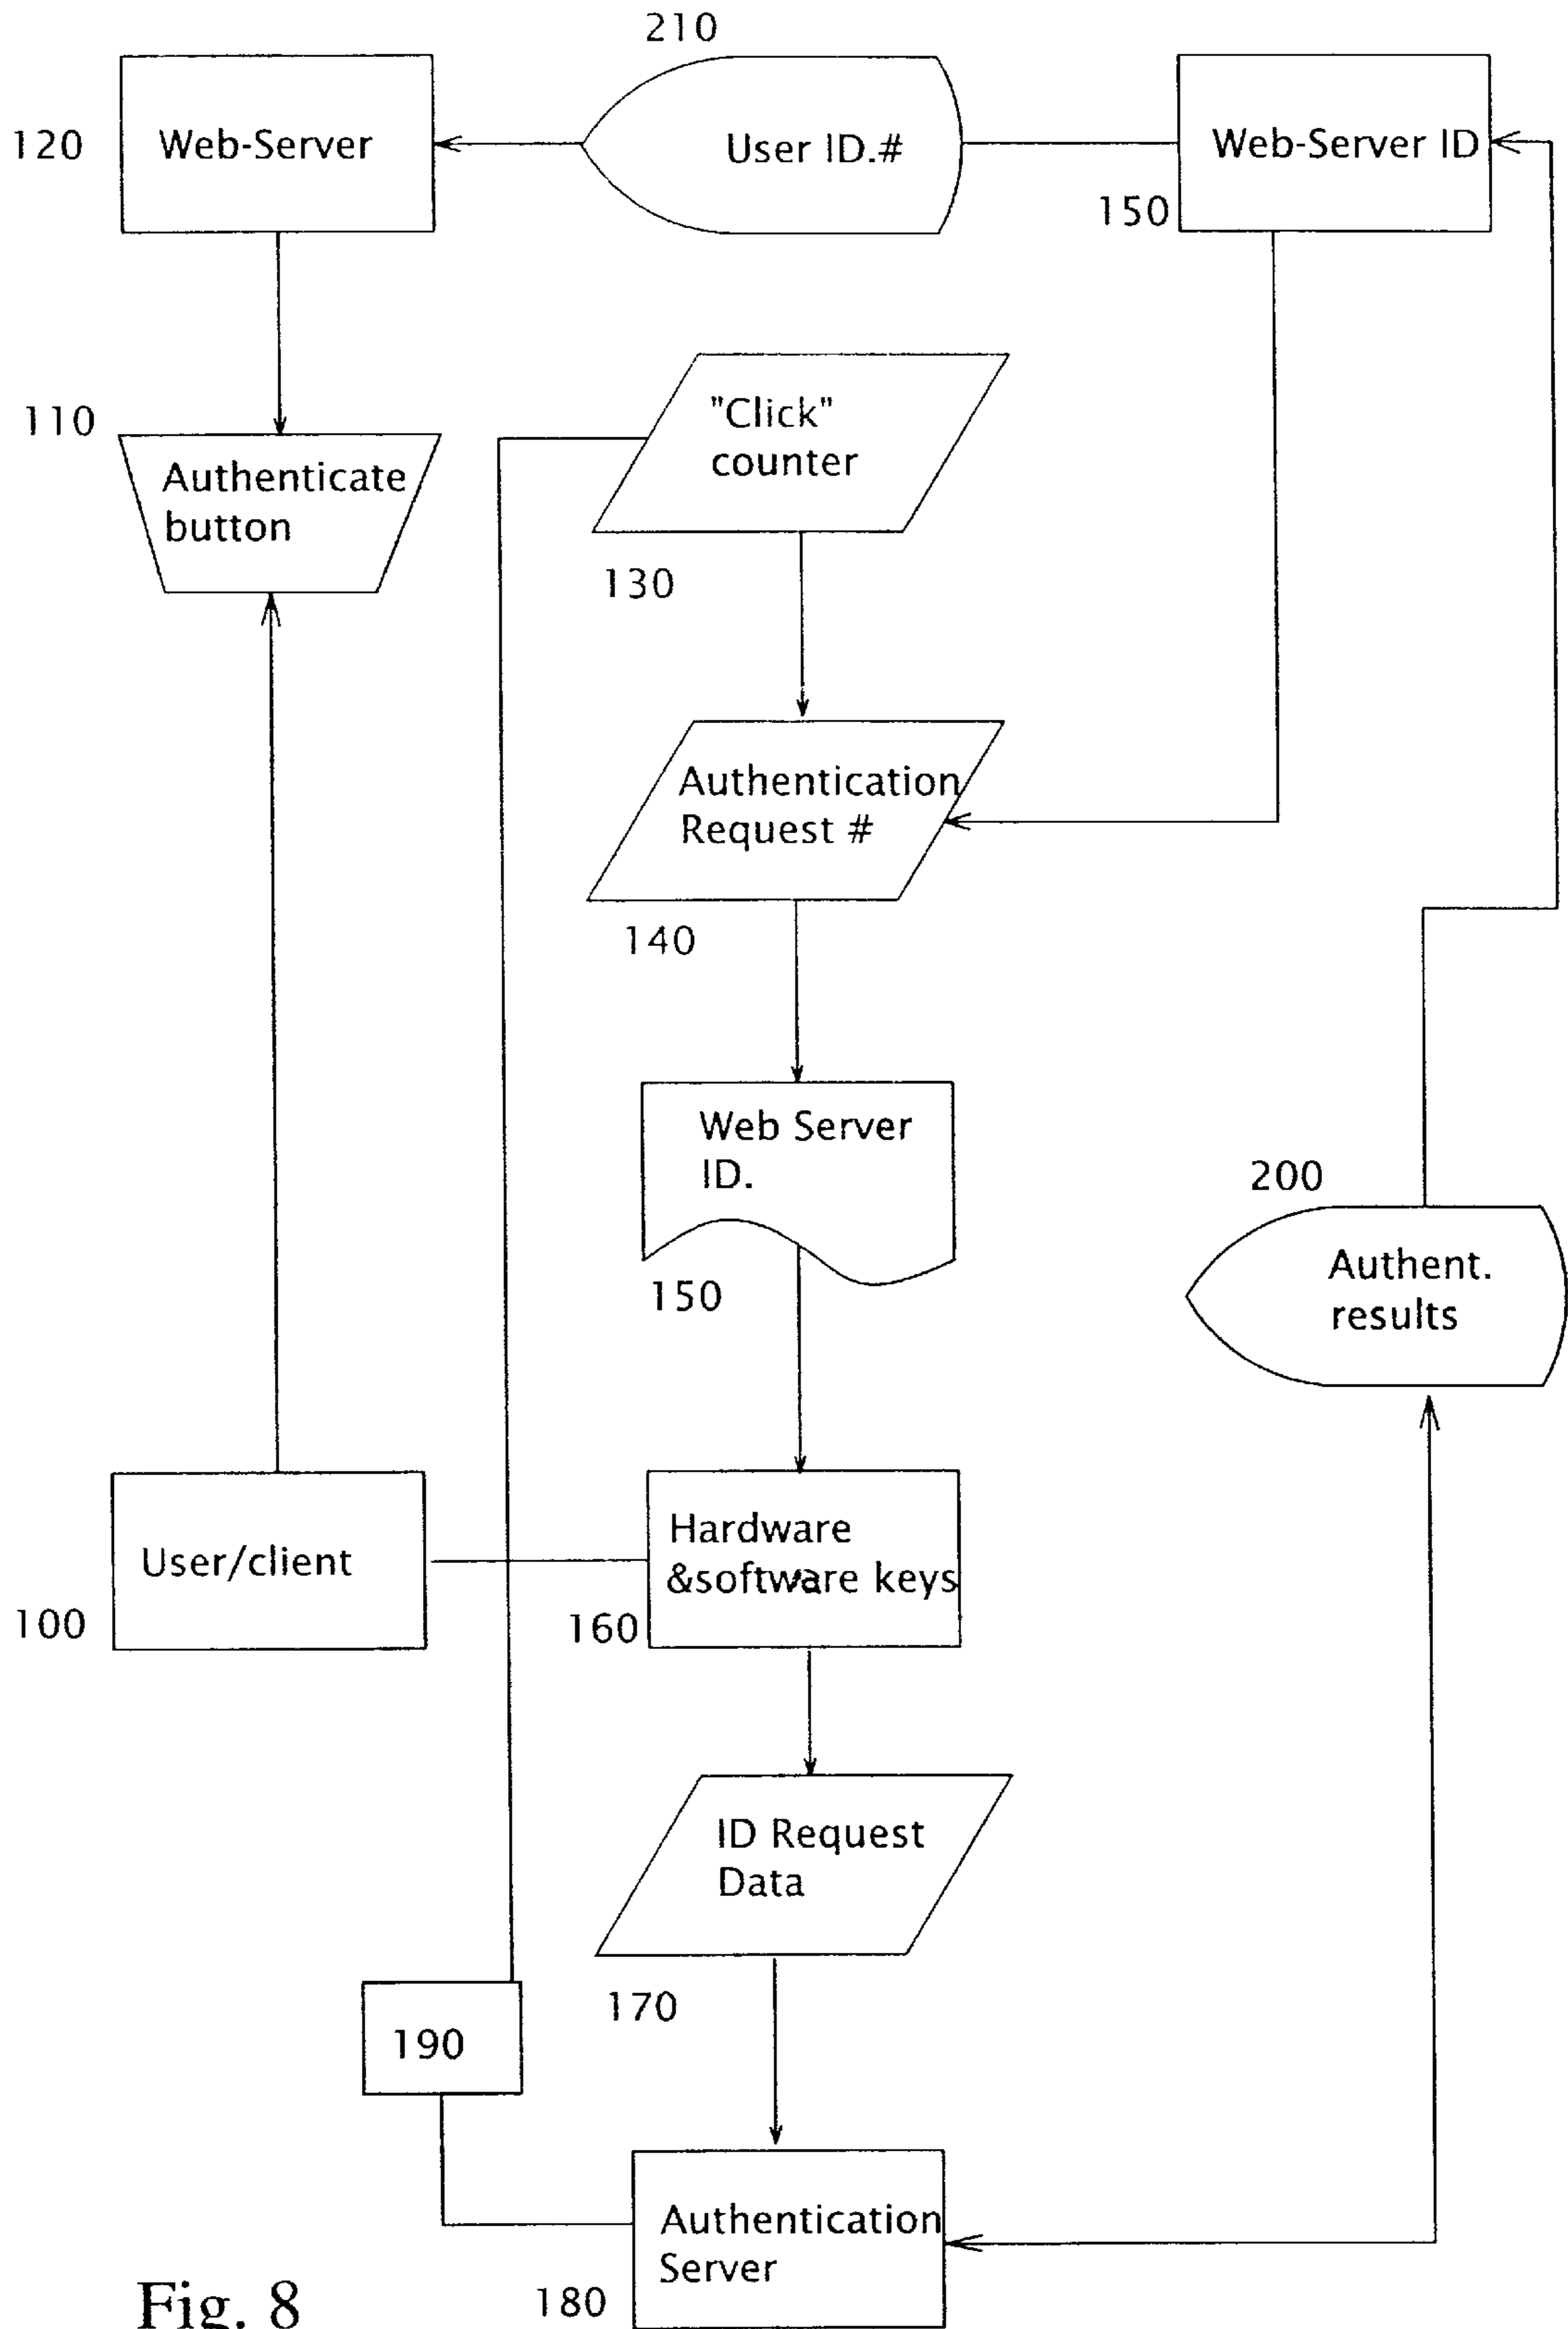 210
120
Web-Server
User ID.#
Web-Server ID
150
110
Authenticate
button
"Click"
counter
130
Authentication
Request #
140
Web Server
ID.
150
200
Authent.
results
User/client
100
Hardware
&software keys
160
ID Request
Data
170
190
Authentication
Server
180
Fig. 8